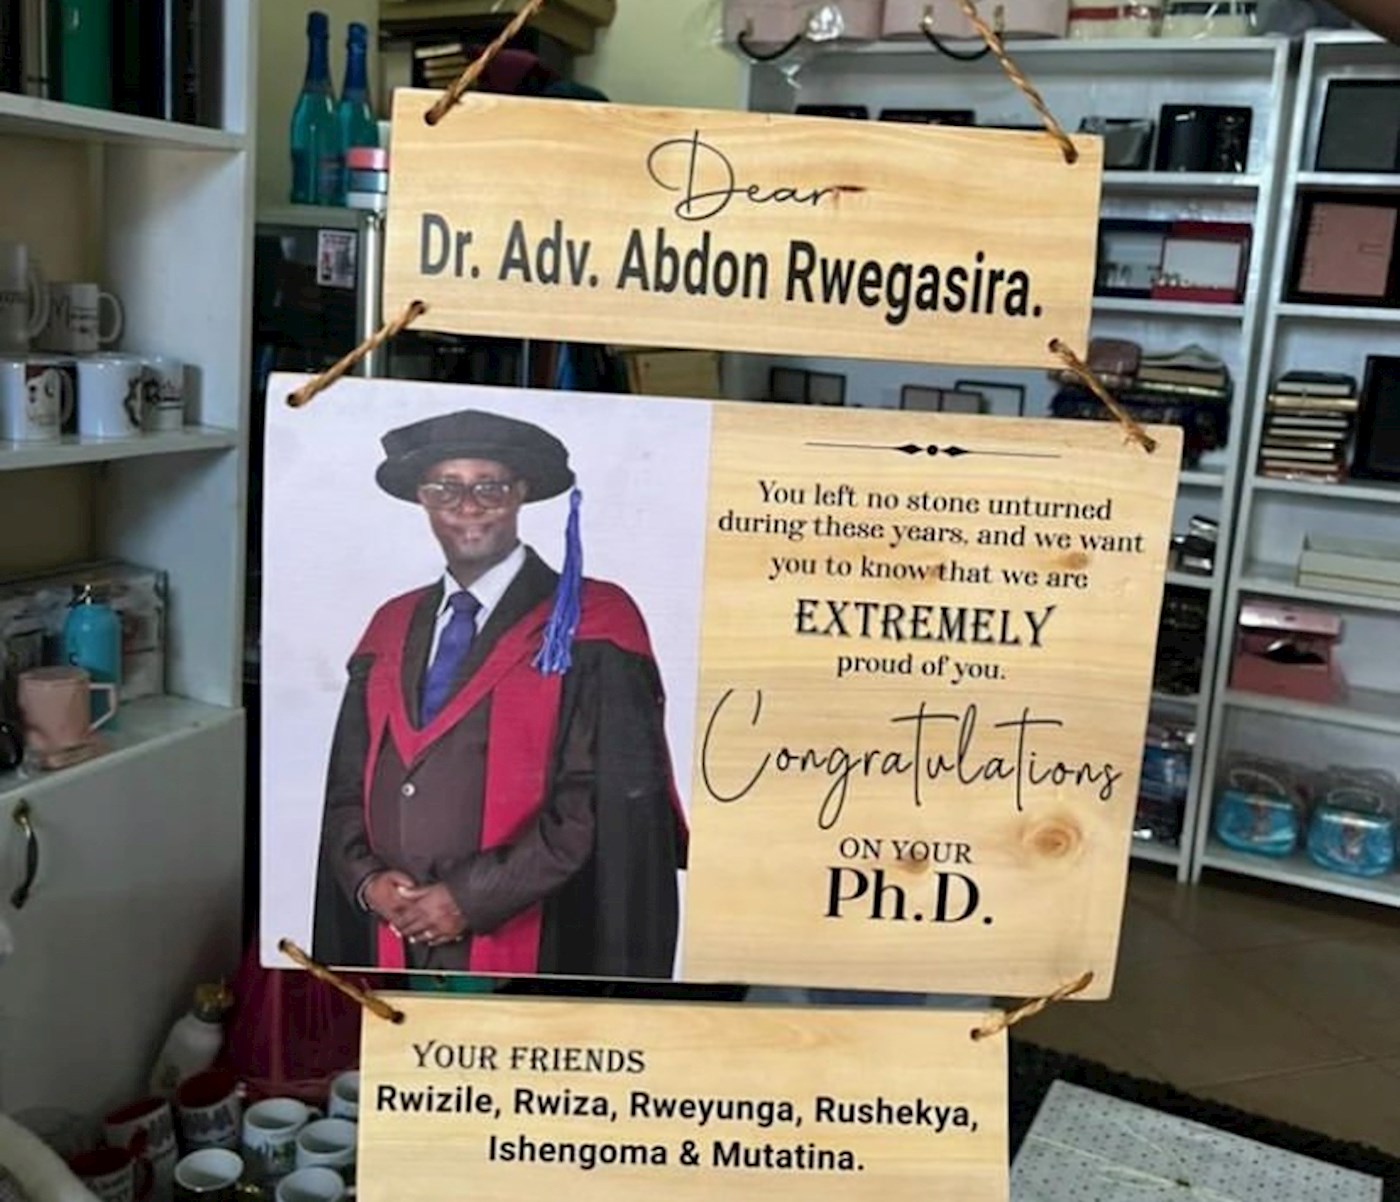 Dear
Dr. Adv. Abdon Rwegasira.
You left no stone unturned
during these years, and we want
you to know that we are
EXTREMELY
proud of you.
Congratulations
ON YOUR
Ph.D.
YOUR FRIENDS
Rwizile, Rwiza, Rweyunga, Rushekya,
Ishengoma & Mutatina.